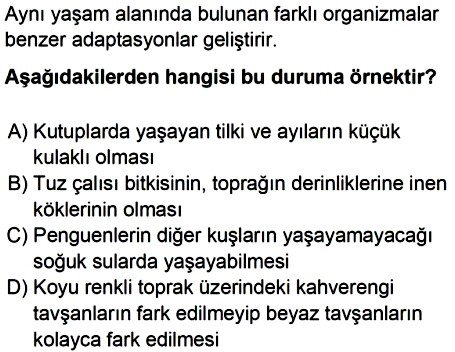 Aynı yaşam alanında bulunan farklı organizmalar
benzer adaptasyonlar geliştirir.
Aşağıdakilerden hangisi bu duruma örnektir?
A) Kutuplarda yaşayan tilki ve ayıların küçük
kulaklı olması
B) Tuz çalısı bitkisinin, toprağın derinliklerine inen
köklerinin olması
C) Penguenlerin diğer kuşların yaşayamayacağı
soğuk sularda yaşayabilmesi
D) Koyu renkli toprak üzerindeki kahverengi
tavşanların fark edilmeyip beyaz tavşanların
kolayca fark edilmesi